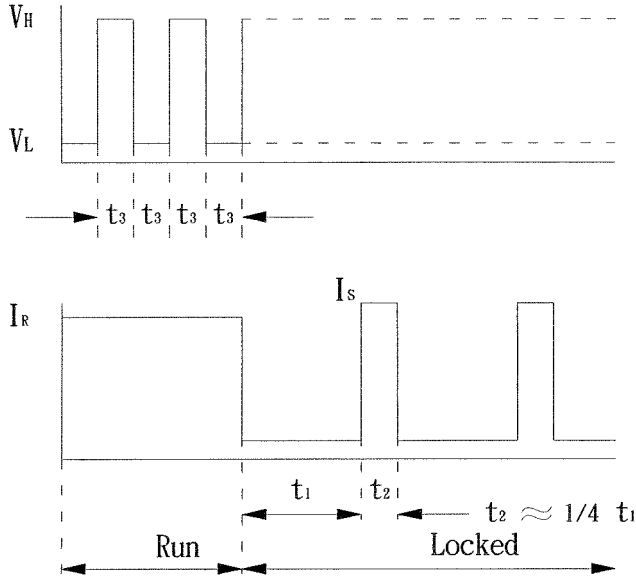 VH
VL
t3 t3 t3 t3
IS
IR
t1 t2
t2 ≈ 1/4 t1
Run Locked